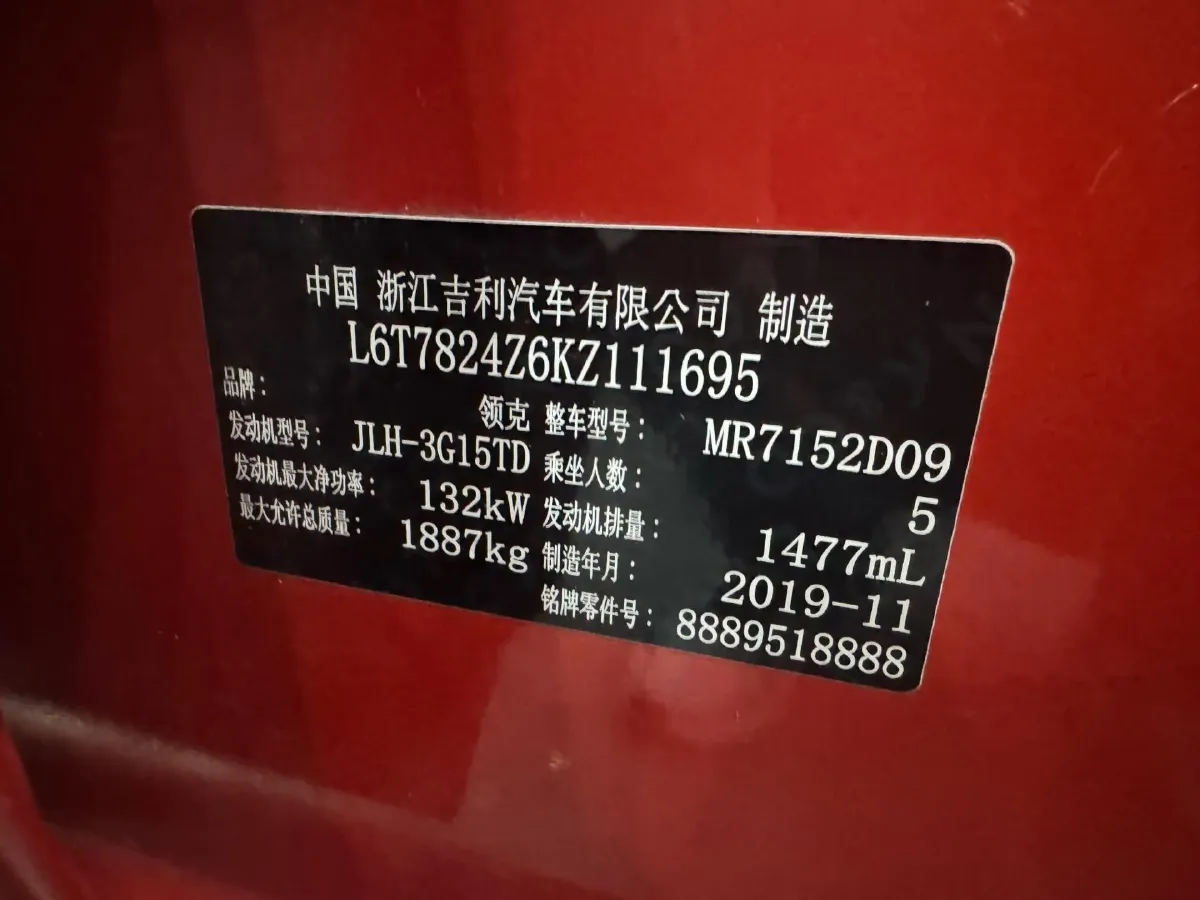 中国 浙江吉利汽车有限公司 制造
L6T7824Z6KZ111695
品牌： 领克 整车型号： MR7152D09
发动机型号： JLH-3G15TD 乘坐人数： 5
发动机最大净功率： 132kW 发动机排量： 1477mL
最大允许总质量： 1887kg 制造年月： 2019-11
铭牌零件号： 8889518888